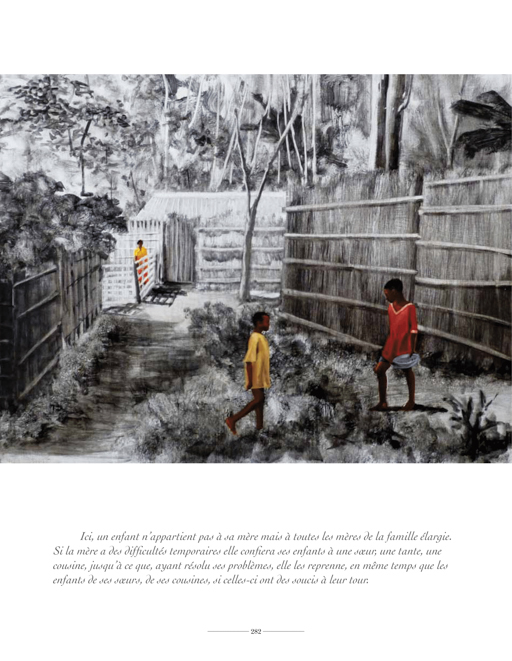 Ici, un enfant n'appartient pas à sa mère mais à toutes les mères de la famille élargie.
Si la mère a des difficultés temporaires elle confiera ses enfants à une sœur, une tante, une
cousine, jusqu'à ce que, ayant résolu ses problèmes, elle les reprenne, en même temps que les
enfants de ses sœurs, de ses cousines, si celles-ci ont des soucis à leur tour.
282